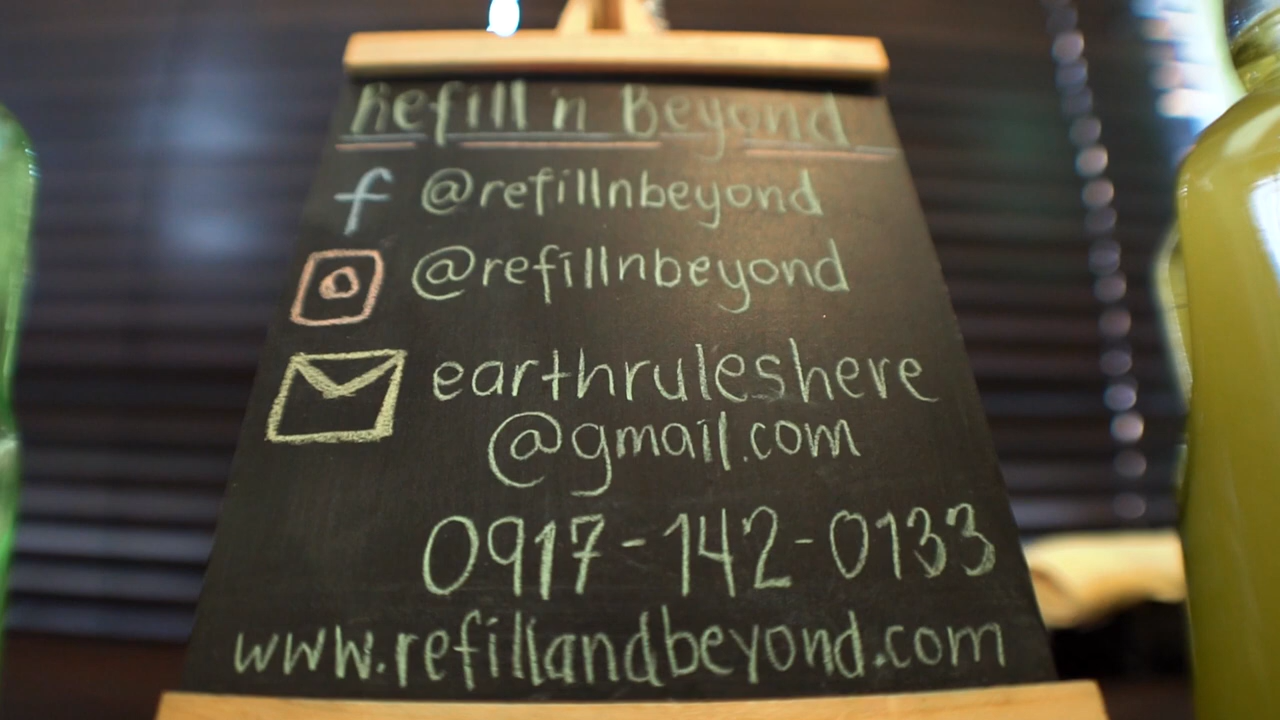 Refill 'n Beyond
f @refillnbeyond
@refillnbeyond
earthruleshere
@gmail.com
0917-142-0133
www.refillandbeyond.com